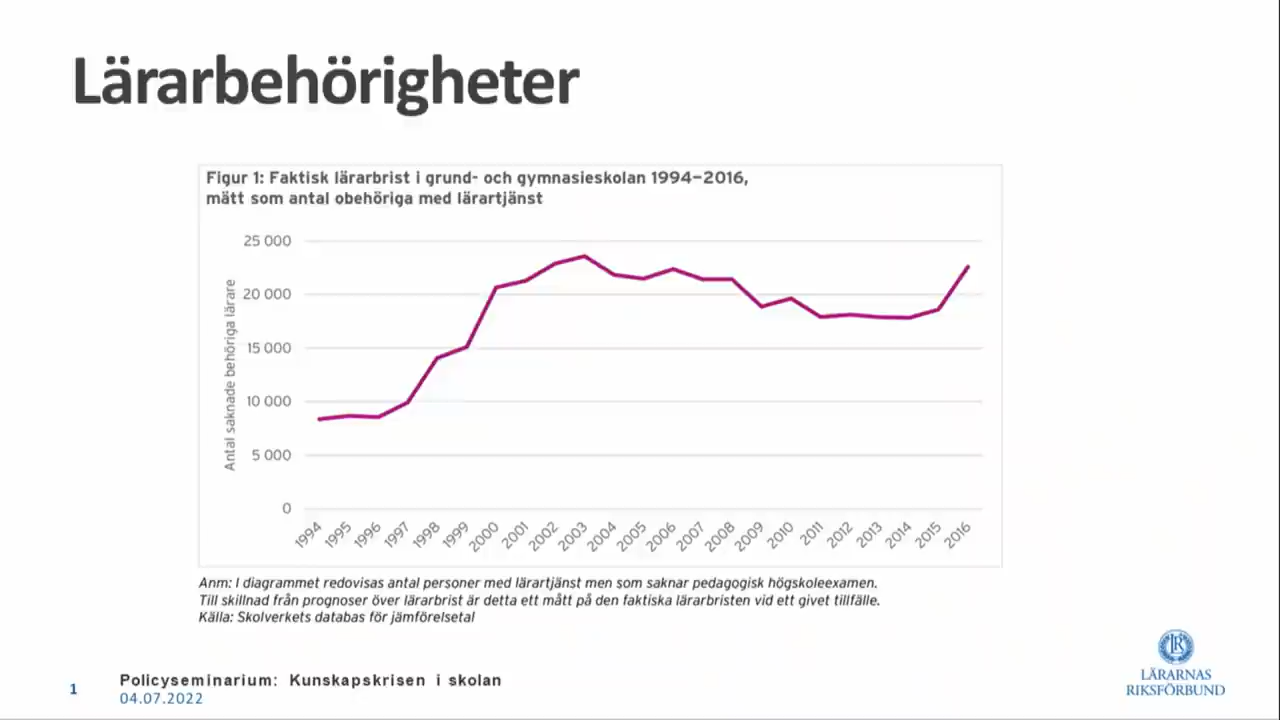 Lärarbehörigheter
Figur 1: Faktisk lärarbrist i grund- och gymnasieskolan 1994–2016,
mätt som antal obehöriga med lärartjänst
Antal saknade behöriga lärare
25 000
20 000
15 000
10 000
5 000
0
1994 1995 1996 1997 1998 1999 2000 2001 2002 2003 2004 2005 2006 2007 2008 2009 2010 2011 2012 2013 2014 2015 2016
Anm: I diagrammet redovisas antal personer med lärartjänst men som saknar pedagogisk högskoleexamen.
Till skillnad från prognoser över lärarbrist är detta ett mått på den faktiska lärarbristen vid ett givet tillfälle.
Källa: Skolverkets databas för jämförelsetal
1
Policyseminarium: Kunskapskrisen i skolan
04.07.2022
LR
LÄRARNAS
RIKSFÖRBUND